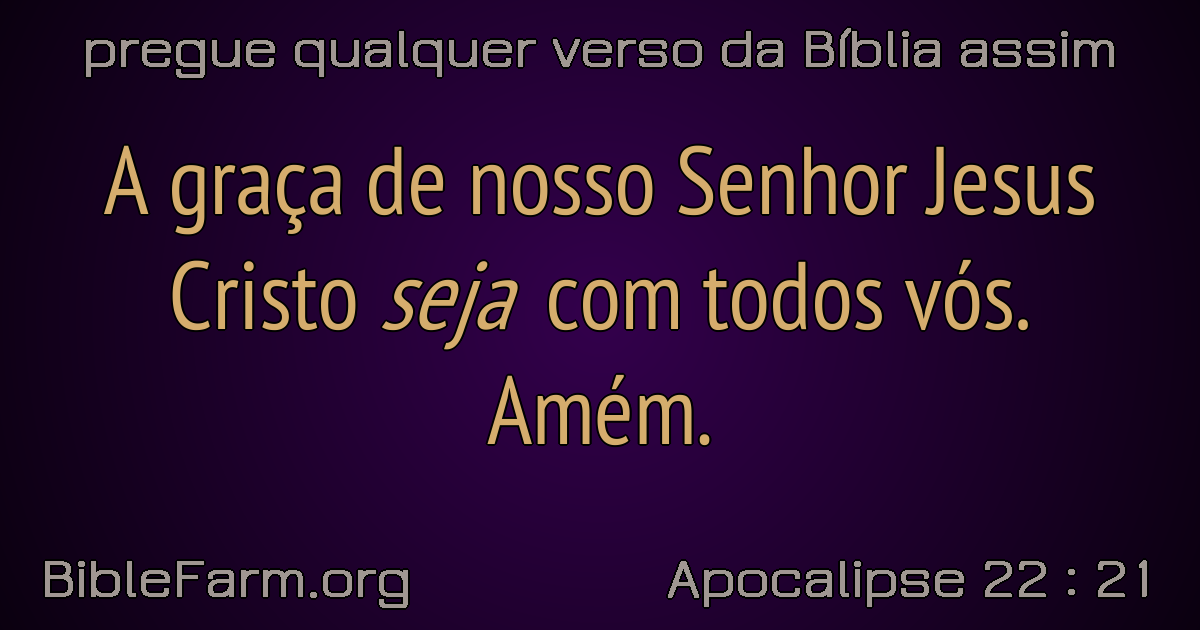 pregue qualquer verso da Bíblia assim
A graça de nosso Senhor Jesus
Cristo seja com todos vós.
Amém.
BibleFarm.org
Apocalipse 22 : 21